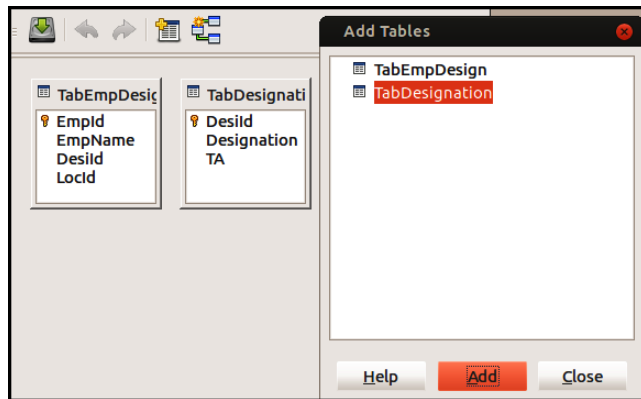 Add Tables
TabEmpDesig
EmpId
EmpName
DesiId
LocId
TabDesignati
DesiId
Designation
TA
TabEmpDesign
TabDesignation
Help
Add
Close